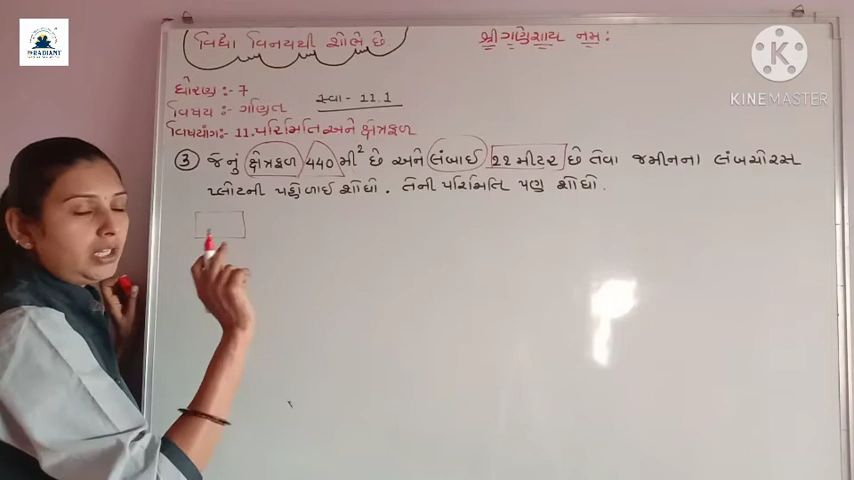 RADIANT
વિદ્યા વિનયથી શોભે છે
શ્રી ગણેશાય નમ:
KINEMASTER
ધોરણ :- 7
વિષય :- ગણિત
સ્વા - 11.1
વિષયાંગ:- 11. પરિમિતિ અને ક્ષેત્રફળ
3 જેનું ક્ષેત્રફળ 440 મી² છે અને લંબાઈ 22 મીટર છે તેવા જમીનના લંબચોરસ
પ્લોટની પહોળાઈ શોધો. તેની પરિમિતિ પણ શોધો.